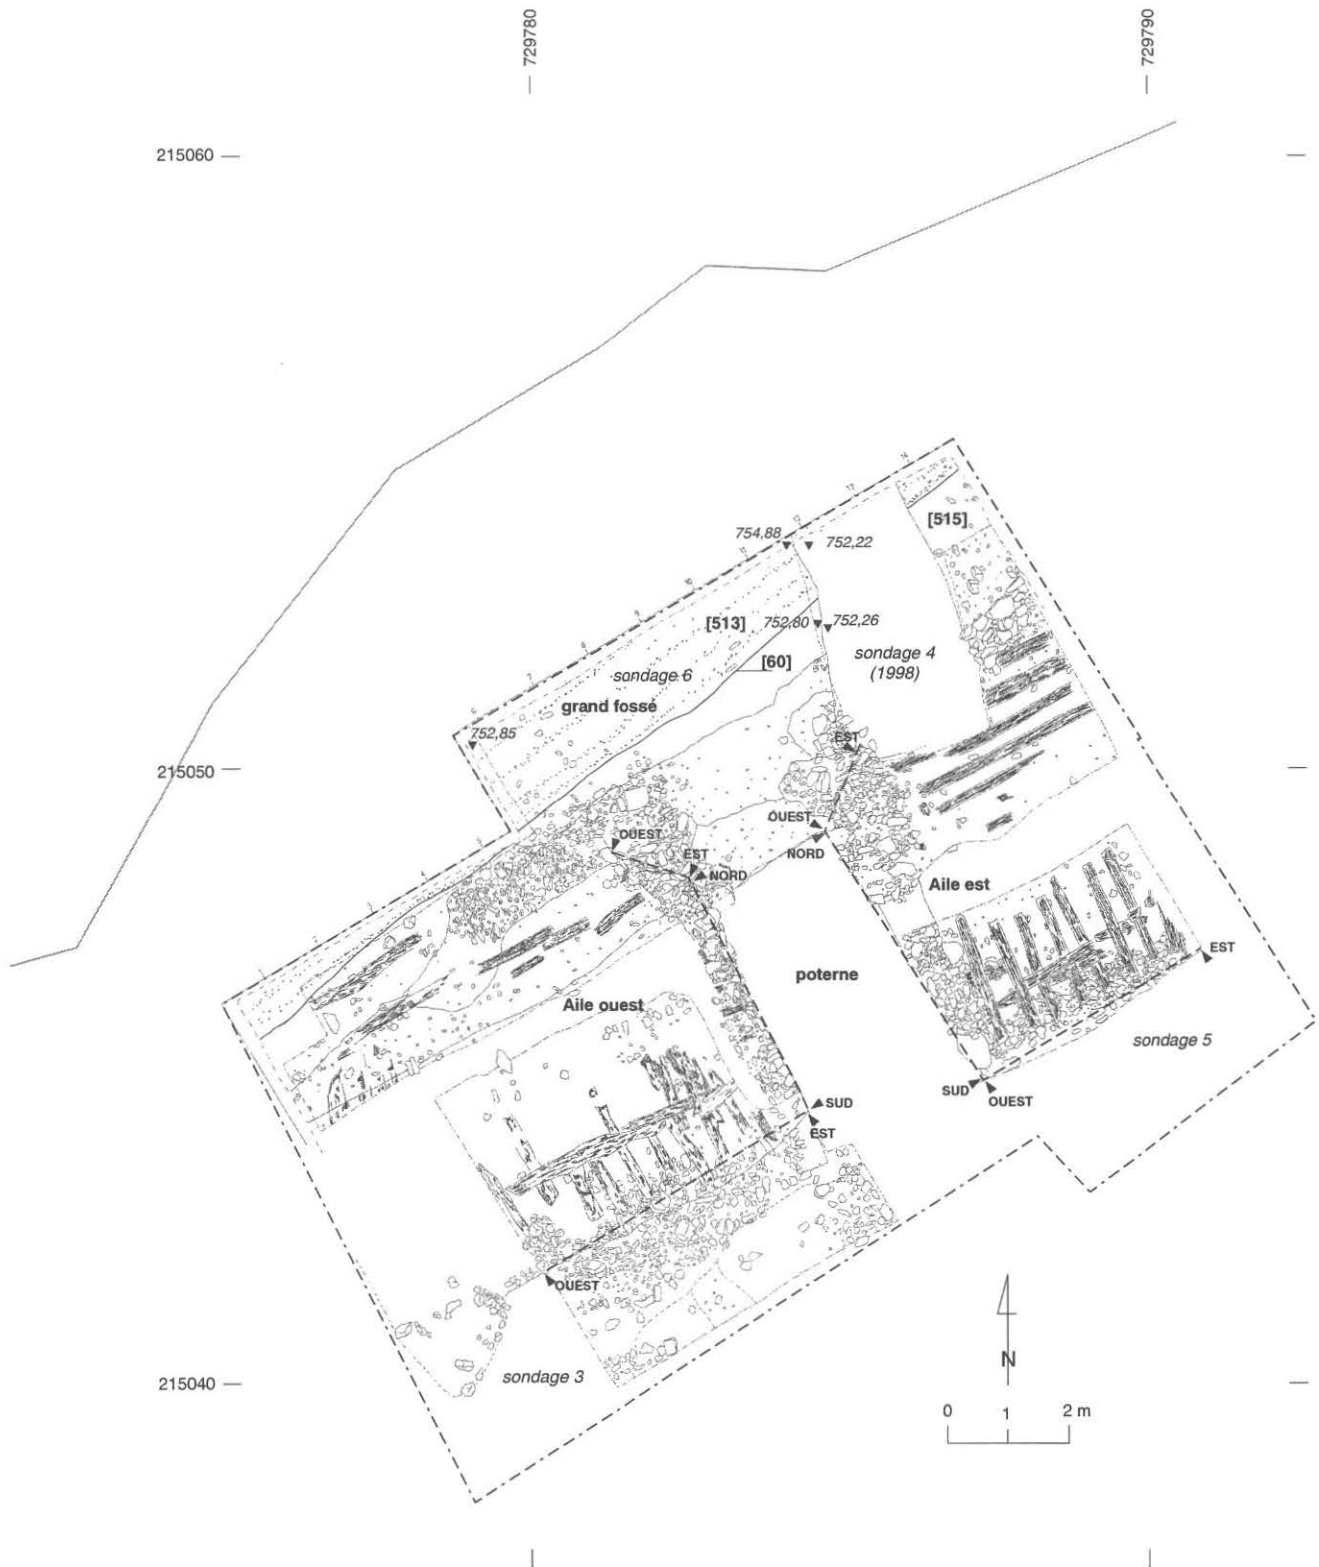 729780
729790
215060
[515]
754,88
752,22
[513]
752,80
752,26
sondage 4
(1998)
[60]
sondage 6
grand fossé
752,85
EST
215050
OUEST
OUEST
NORD
EST
NORD
Aile est
EST
poterne
Aile ouest
sondage 5
SUD
OUEST
SUD
EST
OUEST
N
sondage 3
215040
0 1 2 m